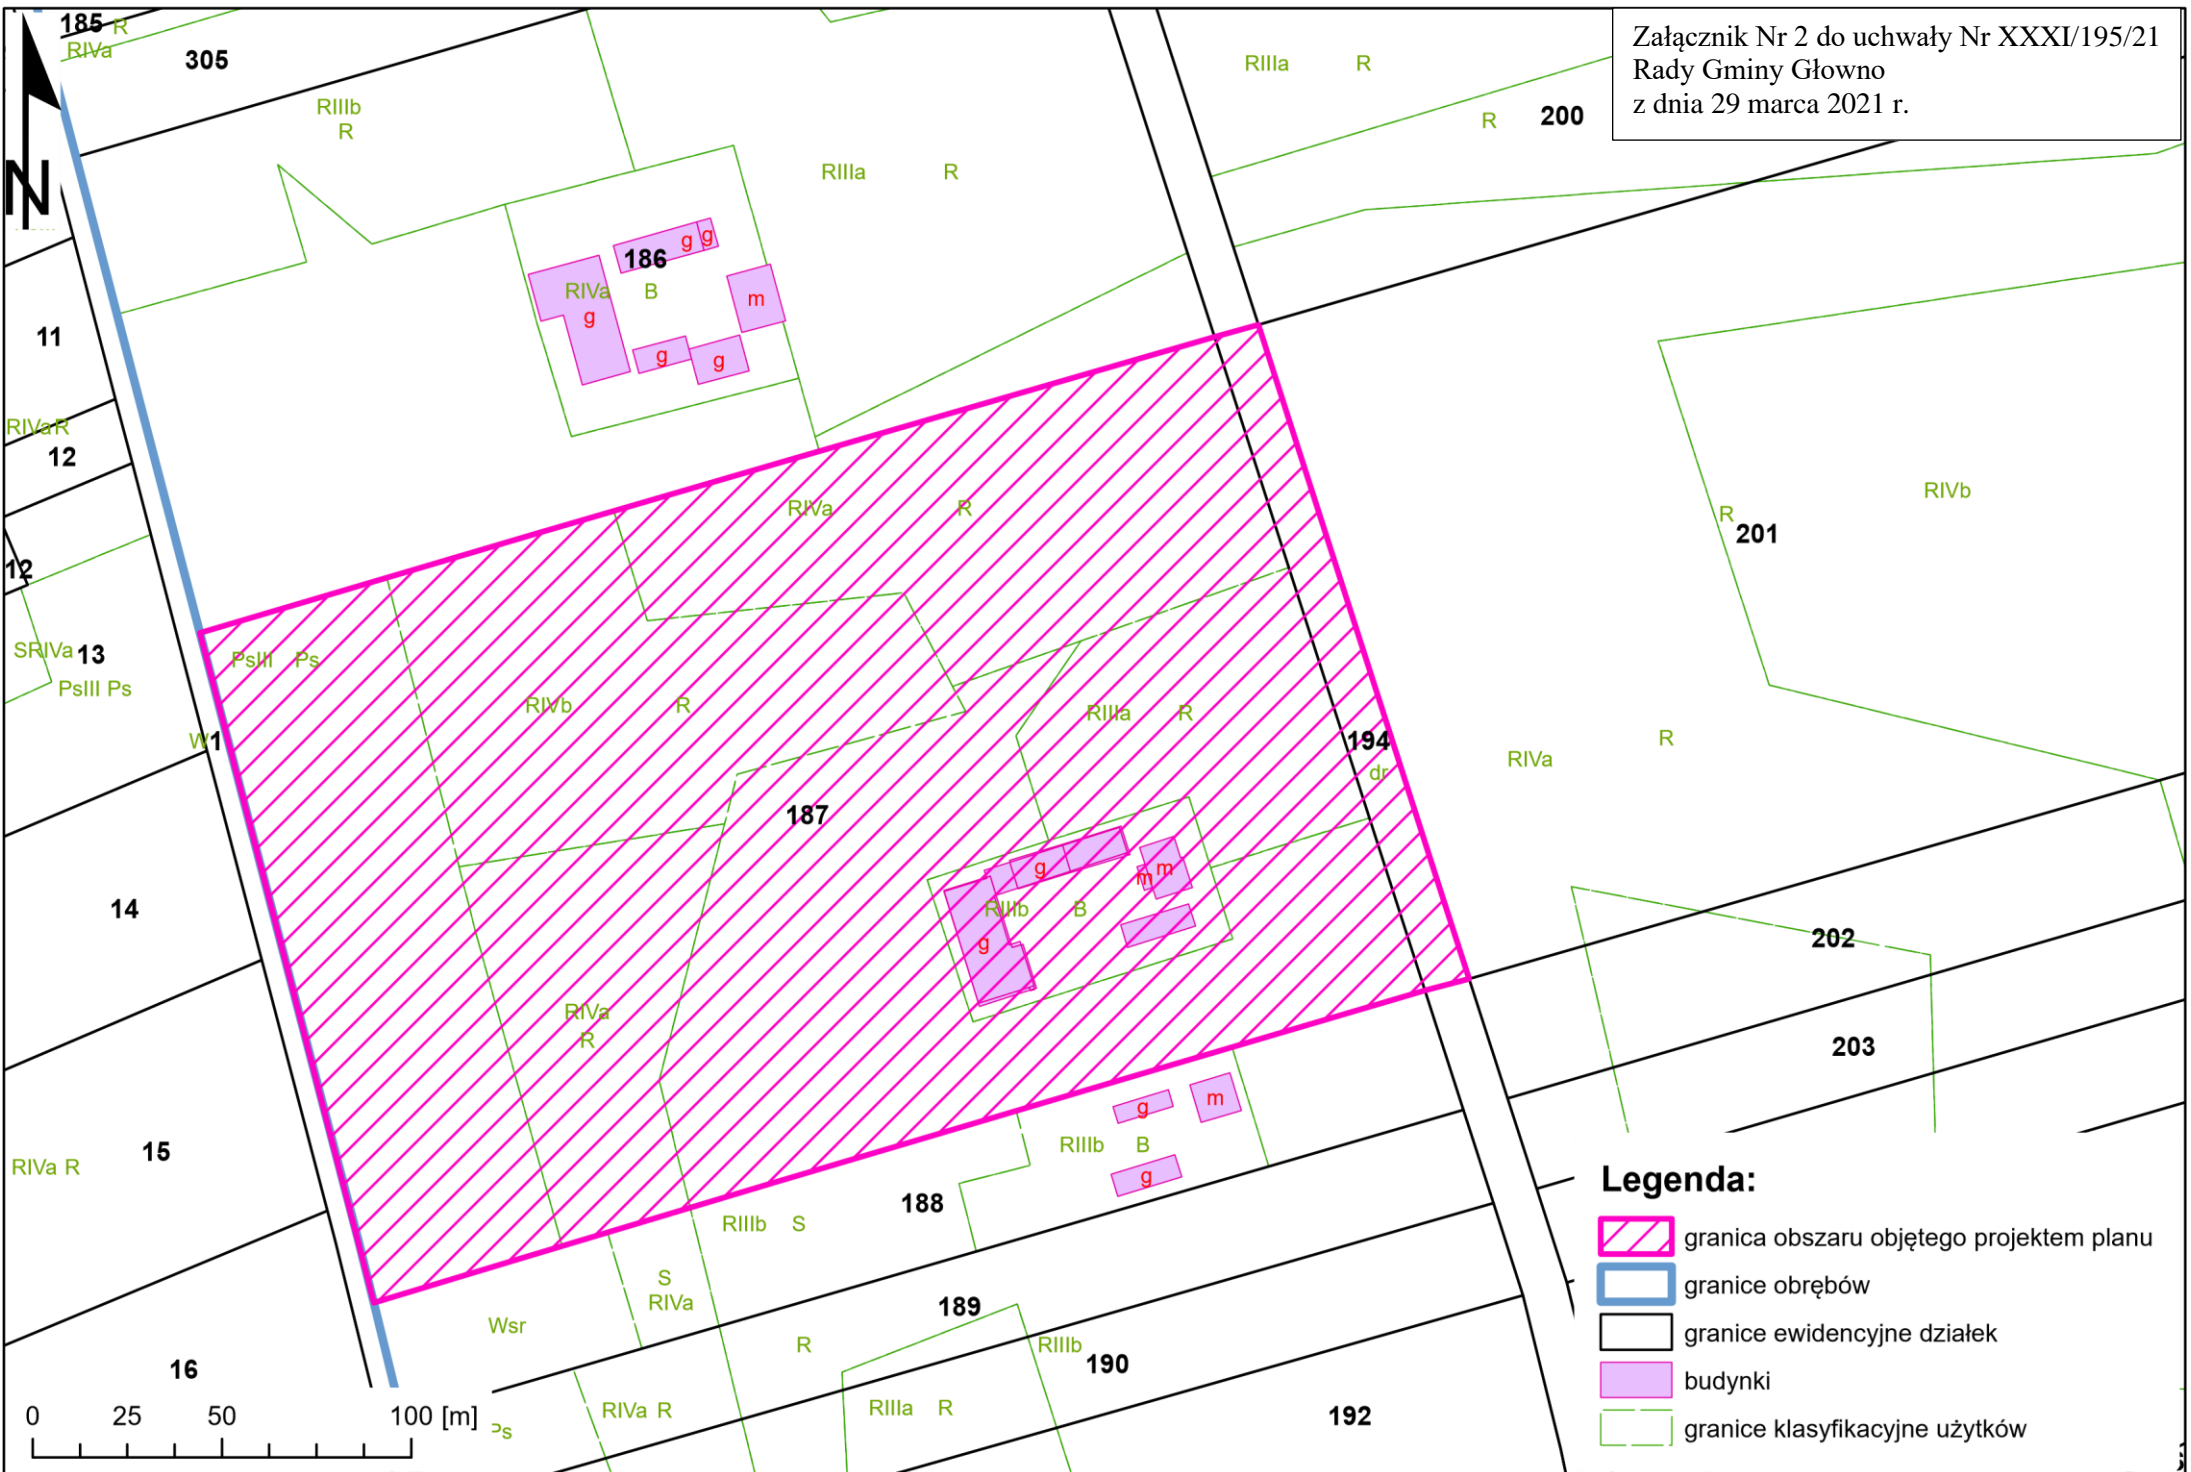 Załącznik Nr 2 do uchwały Nr XXXI/195/21
Rady Gminy Głowno
z dnia 29 marca 2021 r.
185 R
RIVa
305
RIIIb
R
RIIIa R
RIIIa R
R 200
N
186
g g
RIVa B
g
m
g g
11
RIVa R
12
12
SRIVa 13
PsIII Ps
W 1
14
15
RIVa R
16
RIVa R
PsIII Ps
RIVb R
RIIIa R
187
194
dr
g
m m
RIIIb B
g
RIVa
R
R
201
RIVb
RIVa R
202
203
g m
RIIIb B
g
188
RIIIb S
S
RIVa
Wsr
189
R
RIIIb
190
RIVa R
RIIIa R
192
Ps
0 25 50 100 [m]
Legenda:
granica obszaru objętego projektem planu
granice obrębów
granice ewidencyjne działek
budynki
granice klasyfikacyjne użytków